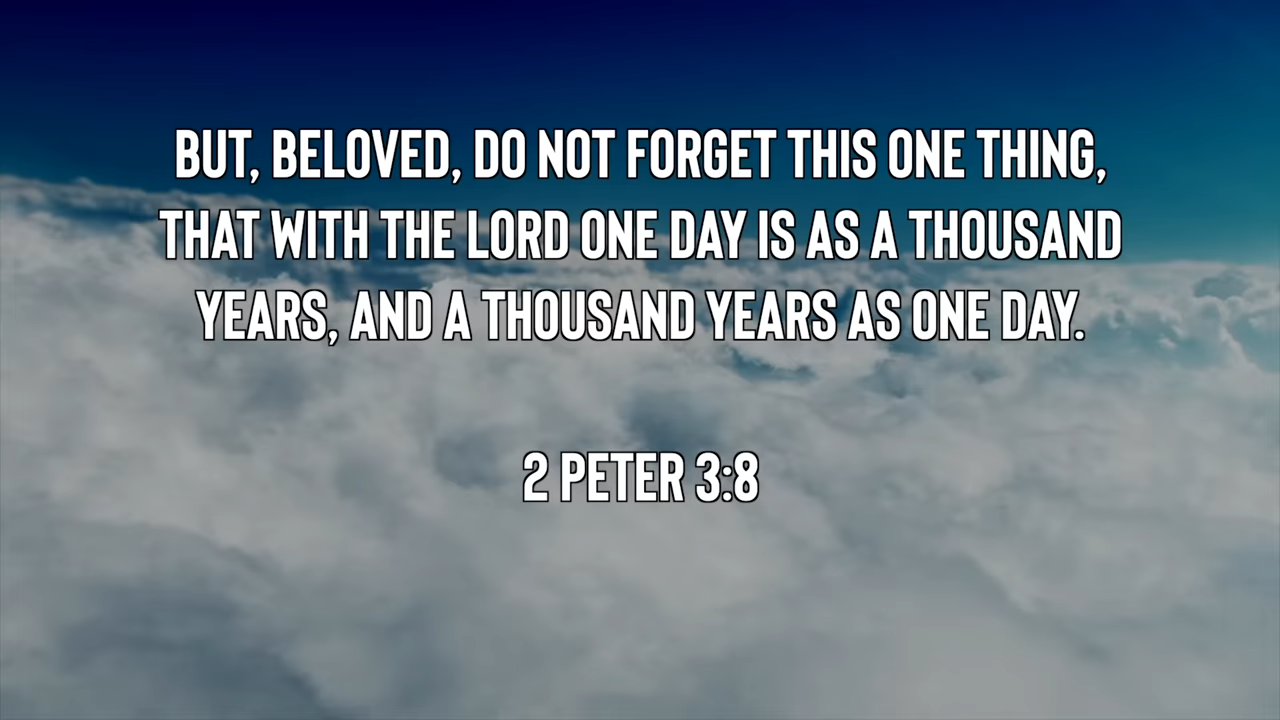 BUT, BELOVED, DO NOT FORGET THIS ONE THING,
THAT WITH THE LORD ONE DAY IS AS A THOUSAND
YEARS, AND A THOUSAND YEARS AS ONE DAY.
2 PETER 3:8